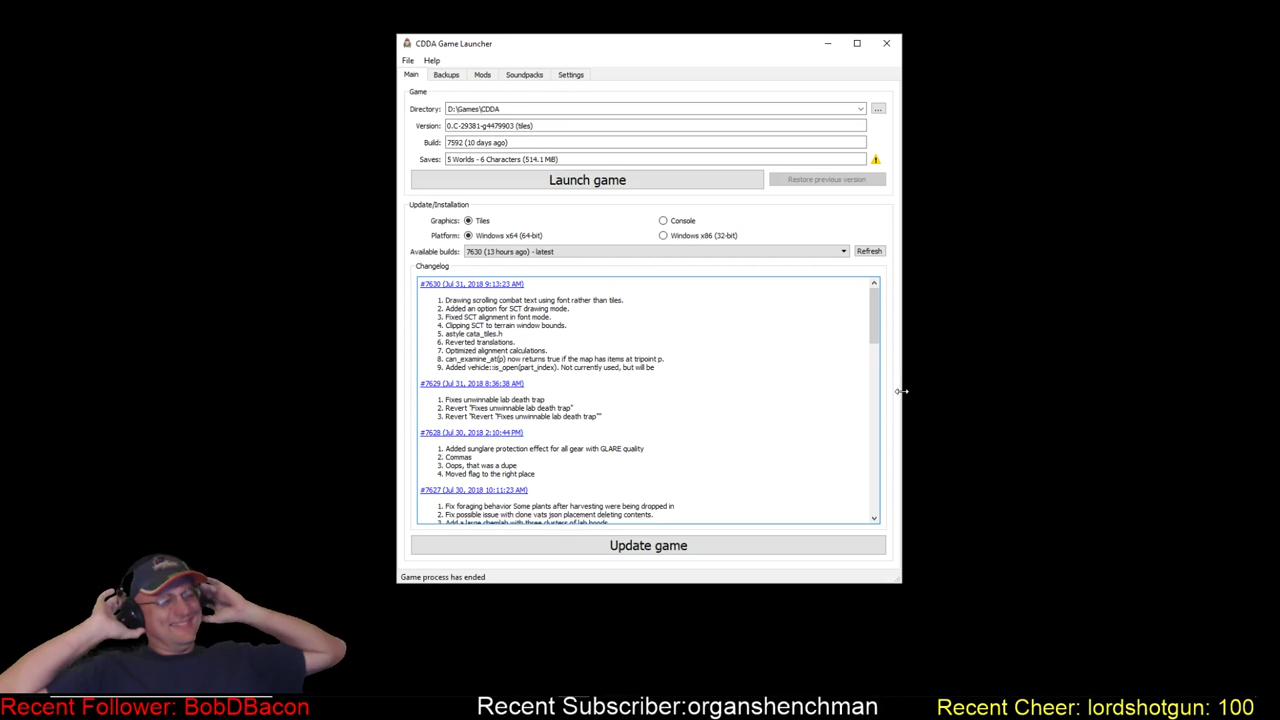 CDDA Game Launcher
File Help
Main Backups Mods Soundpacks Settings
Game
Directory: D:\Games\CDDA ...
Version: 0.C-29381-g4479903 (tiles)
Build: 7592 (10 days ago)
Saves: 5 Worlds - 6 Characters (514.1 MiB)
Launch game Restore previous version
Update/Installation
Graphics: Tiles Console
Platform: Windows x64 (64-bit) Windows x86 (32-bit)
Available builds: 7630 (13 hours ago) - latest Refresh
Changelog
#7630 (Jul 31, 2018 9:13:23 AM)
1. Drawing scrolling combat text using font rather than tiles.
2. Added an option for SCT drawing mode.
3. Fixed SCT alignment in font mode.
4. Clipping SCT to terrain window bounds.
5. astyle cata_tiles.h
6. Reverted translations.
7. Optimized alignment calculations.
8. can_examine_at(p) now returns true if the map has items at tripoint p.
9. Added vehicle::is_open(part_index). Not currently used, but will be
#7629 (Jul 31, 2018 8:36:38 AM)
1. Fixes unwinnable lab death trap
2. Revert "Fixes unwinnable lab death trap"
3. Revert "Revert "Fixes unwinnable lab death trap""
#7628 (Jul 30, 2018 2:10:44 PM)
1. Added sunglare protection effect for all gear with GLARE quality
2. Commas
3. Oops, that was a dupe
4. Moved flag to the right place
#7627 (Jul 30, 2018 10:11:23 AM)
1. Fix foraging behavior Some plants after harvesting were being dropped in
2. Fix possible issue with clone vats json placement deleting contents.
3. Add a large chemlab with three clusters of lab hoods
Update game
Game process has ended
Recent Follower: BobDBacon
Recent Subscriber:organshenchman
Recent Cheer: lordshotgun: 100